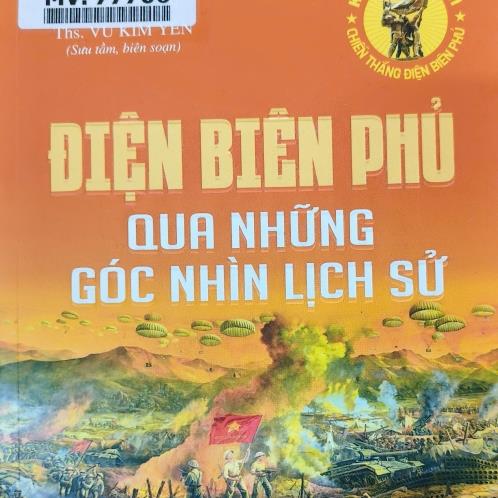 Ths. VŨ KIM YẾN
(Sưu tầm, biên soạn)
CHIẾN THẮNG ĐIỆN BIÊN PHỦ
ĐIỆN BIÊN PHỦ
QUA NHỮNG
GÓC NHÌN LỊCH SỬ